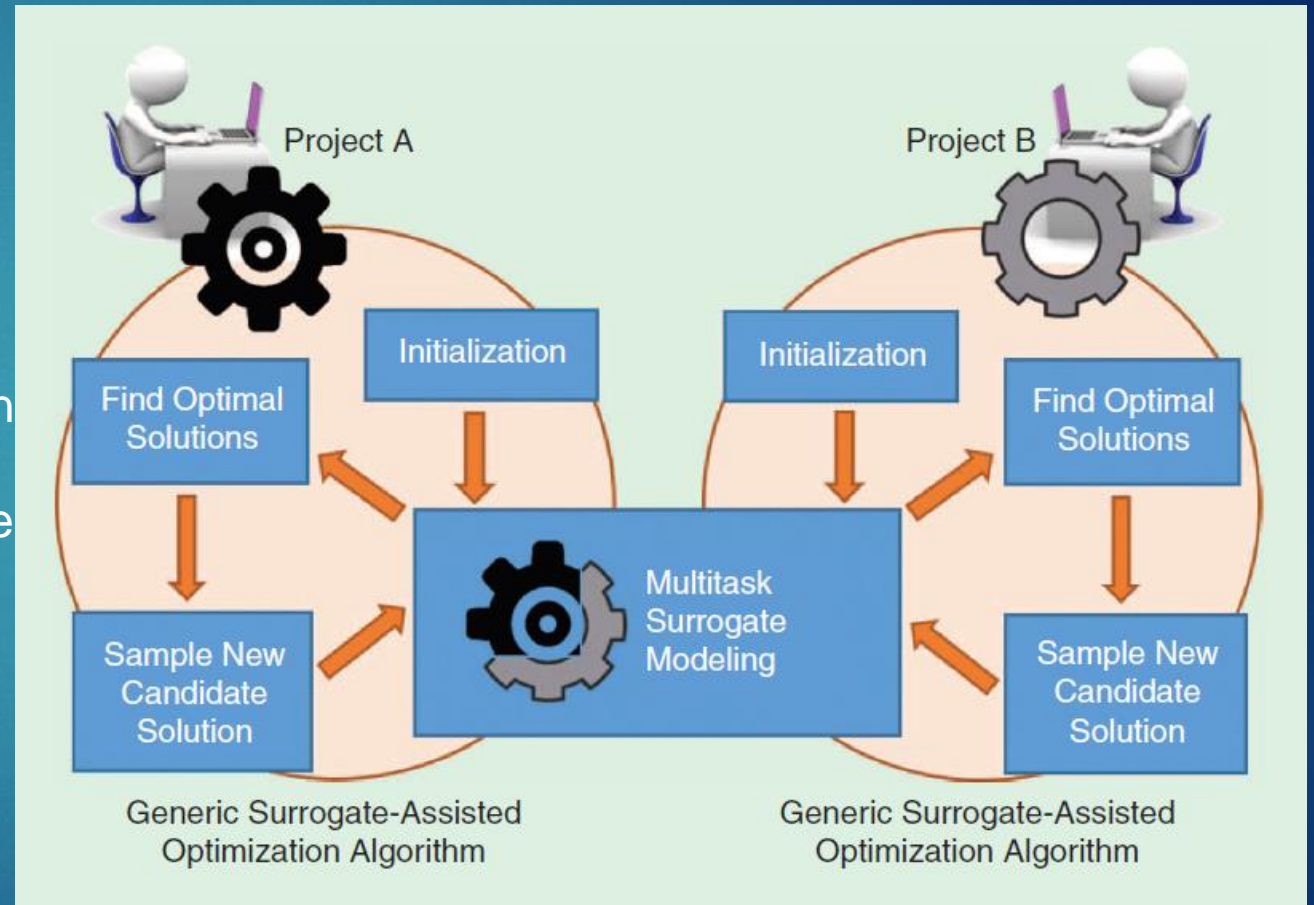 Project A
Project B
Initialization
Initialization
Find Optimal
Solutions
Find Optimal
Solutions
Multitask
Surrogate
Modeling
Sample New
Candidate
Solution
Sample New
Candidate
Solution
Generic Surrogate-Assisted
Optimization Algorithm
Generic Surrogate-Assisted
Optimization Algorithm